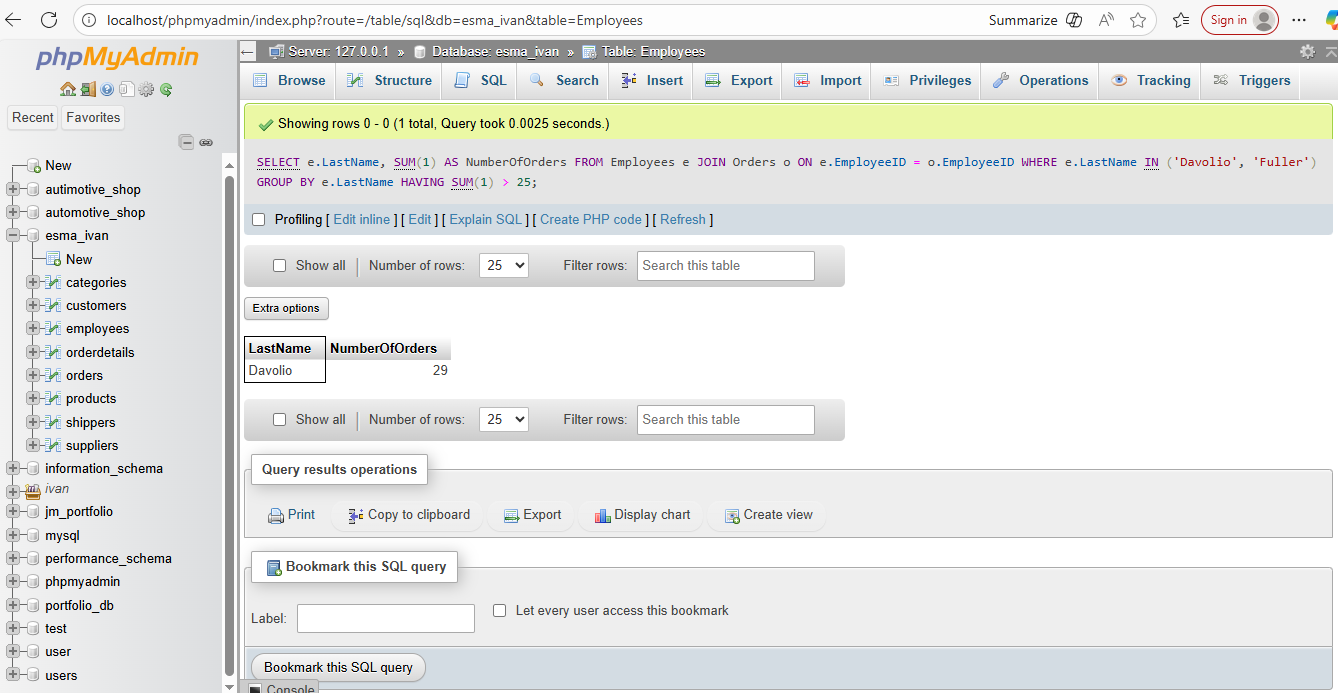 localhost/phpmyadmin/index.php?route=/table/sql&db=esma_ivan&table=Employees
Summarize
Sign in
phpMyAdmin
Recent
Favorites
New
autimotive_shop
automotive_shop
esma_ivan
New
categories
customers
employees
orderdetails
orders
products
shippers
suppliers
information_schema
ivan
jm_portfolio
mysql
performance_schema
phpmyadmin
portfolio_db
test
user
users
Server: 127.0.0.1 » Database: esma_ivan » Table: Employees
Browse Structure SQL Search Insert Export Import Privileges Operations Tracking Triggers
Showing rows 0 - 0 (1 total, Query took 0.0025 seconds.)
SELECT e.LastName, SUM(1) AS NumberOfOrders FROM Employees e JOIN Orders o ON e.EmployeeID = o.EmployeeID WHERE e.LastName IN ('Davolio', 'Fuller')
GROUP BY e.LastName HAVING SUM(1) > 25;
Profiling [ Edit inline ] [ Edit ] [ Explain SQL ] [ Create PHP code ] [ Refresh ]
Show all Number of rows: 25 Filter rows: Search this table
Extra options
LastName NumberOfOrders
Davolio 29
Show all Number of rows: 25 Filter rows: Search this table
Query results operations
Print Copy to clipboard Export Display chart Create view
Bookmark this SQL query
Label: Let every user access this bookmark
Bookmark this SQL query
Console